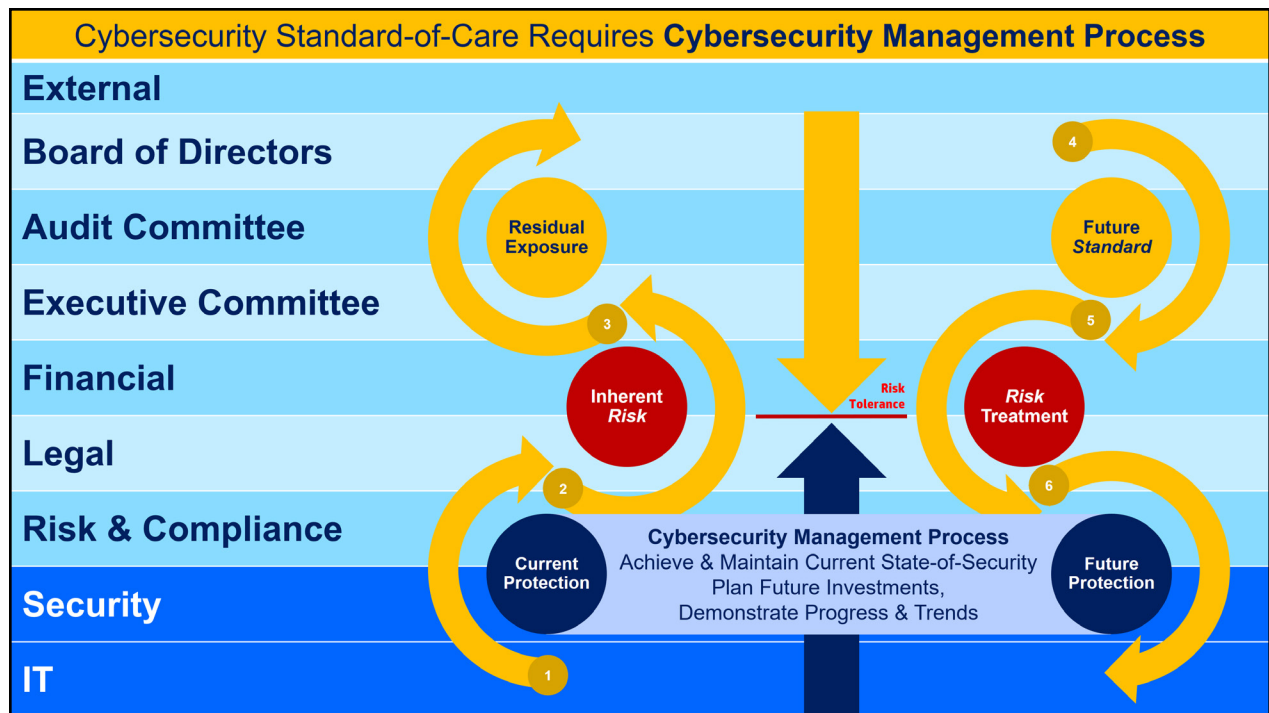 Cybersecurity Standard-of-Care Requires Cybersecurity Management Process
External
Board of Directors
Audit Committee
Executive Committee
Financial
Legal
Risk & Compliance
Security
IT
Residual
Exposure
3
Inherent
Risk
2
Current
Protection
1
Risk
Tolerance
Cybersecurity Management Process
Achieve & Maintain Current State-of-Security
Plan Future Investments,
Demonstrate Progress & Trends
4
Future
Standard
5
Risk
Treatment
6
Future
Protection